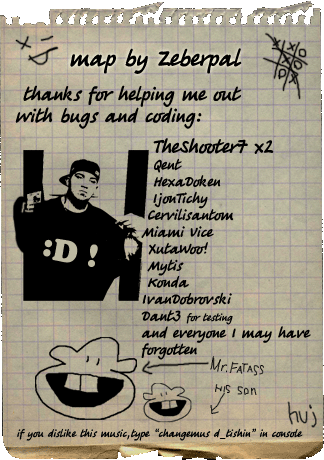 xD
map by Zeberpal
thanks for helping me out
with bugs and coding:
TheShooter7 x2
Qent
HexaDoken
IjonTichy
Cervilisantom
Miami Vice
XutaWoo!
Mytis
Konda
IvanDobrovski
Dant3 for testing
and everyone I may have
forgotten
:D !
Mr.FATASS
HIS SON
huj
if you dislike this music,type "changemus d_tishin" in console